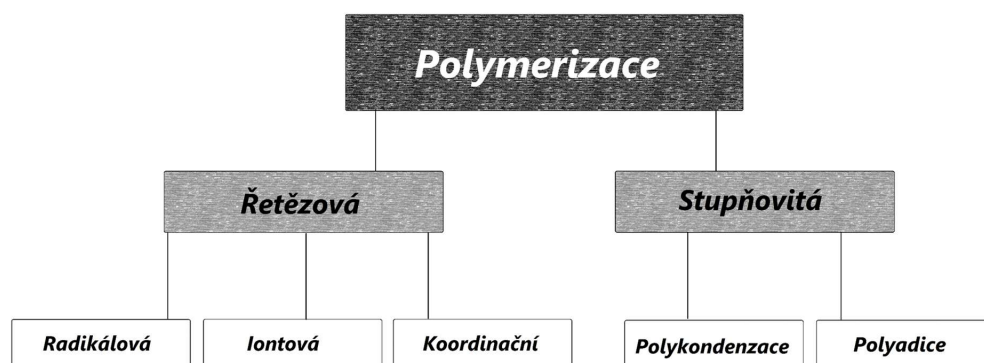 Polymerizace
Řetězová
Stupňovitá
Radikálová
Iontová
Koordinační
Polykondenzace
Polyadice